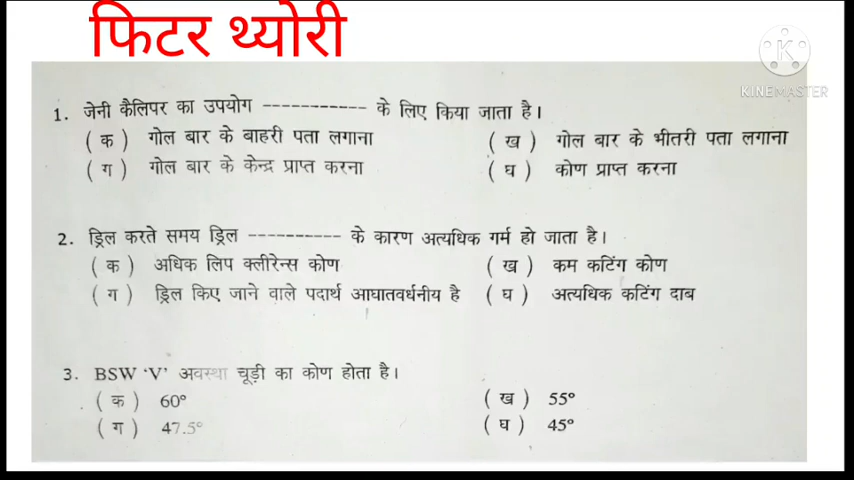 फिटर थ्योरी
K
KINEMASTER
1. जेनी कैलिपर का उपयोग ----------- के लिए किया जाता है।
( क ) गोल बार के बाहरी पता लगाना ( ख ) गोल बार के भीतरी पता लगाना
( ग ) गोल बार के केन्द्र प्राप्त करना ( घ ) कोण प्राप्त करना
2. ड्रिल करते समय ड्रिल ---------- के कारण अत्यधिक गर्म हो जाता है।
( क ) अधिक लिप क्लीरेन्स कोण ( ख ) कम कटिंग कोण
( ग ) ड्रिल किए जाने वाले पदार्थ आघातवर्धनीय है ( घ ) अत्यधिक कटिंग दाब
3. BSW ‘V’ अवस्था चूड़ी का कोण होता है।
( क ) 60° ( ख ) 55°
( ग ) 47.5° ( घ ) 45°